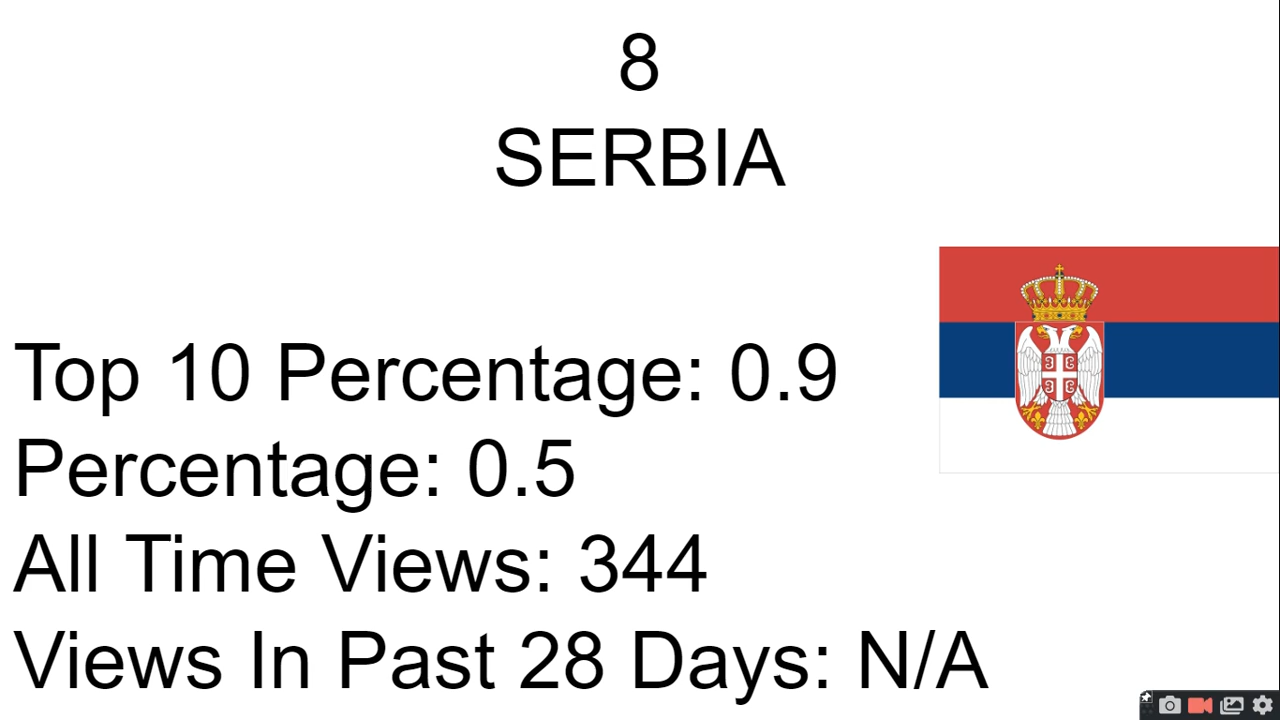 8
SERBIA
Top 10 Percentage: 0.9
Percentage: 0.5
All Time Views: 344
Views In Past 28 Days: N/A